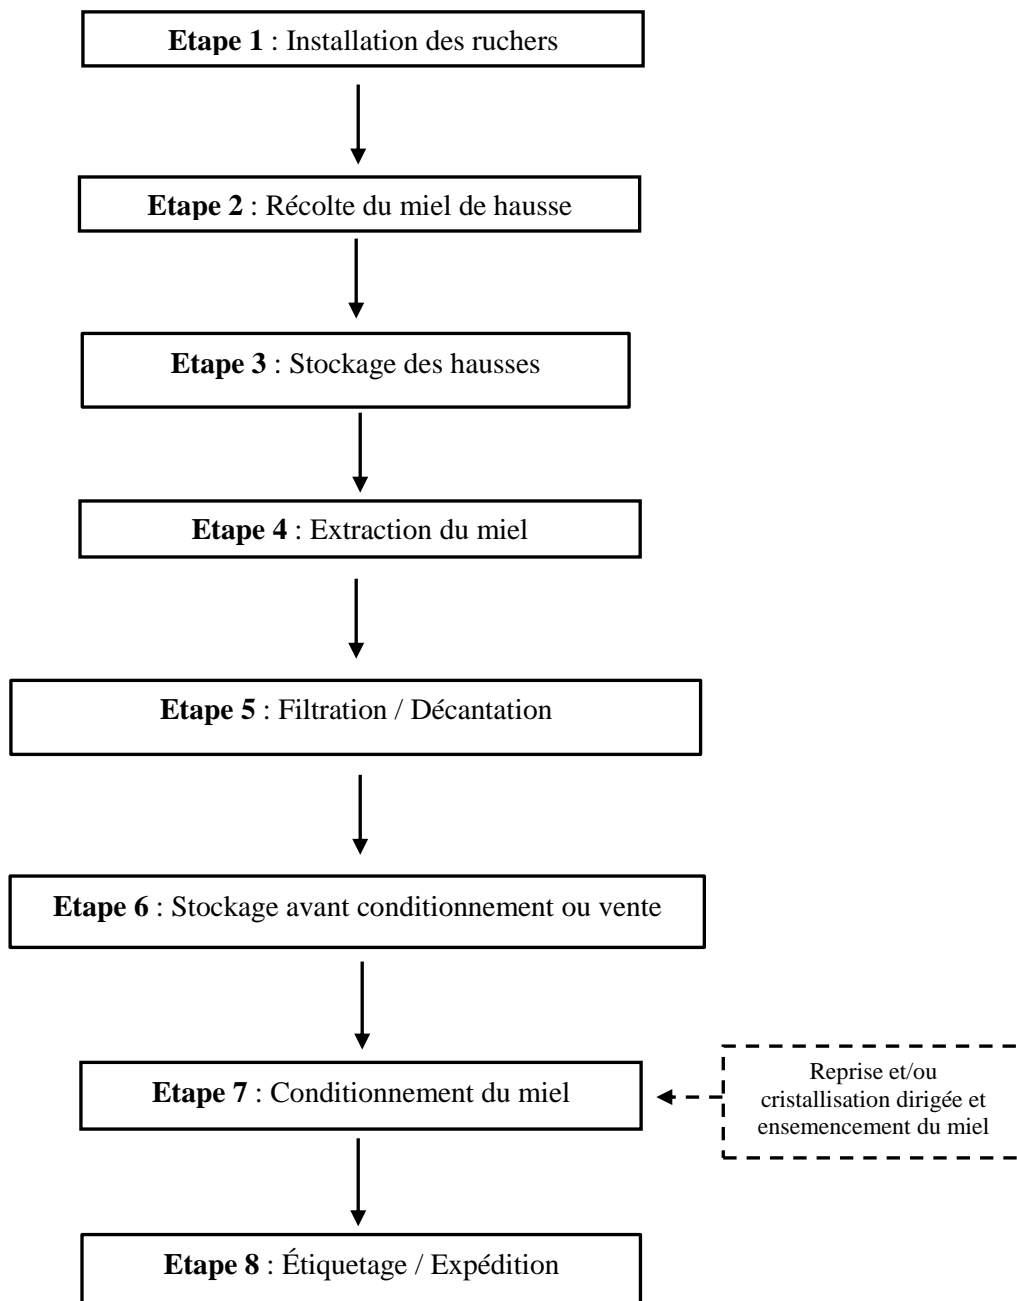 Etape 1 : Installation des ruchers
Etape 2 : Récolte du miel de hausse
Etape 3 : Stockage des hausses
Etape 4 : Extraction du miel
Etape 5 : Filtration / Décantation
Etape 6 : Stockage avant conditionnement ou vente
Etape 7 : Conditionnement du miel
Reprise et/ou
cristallisation dirigée et
ensemencement du miel
Etape 8 : Étiquetage / Expédition